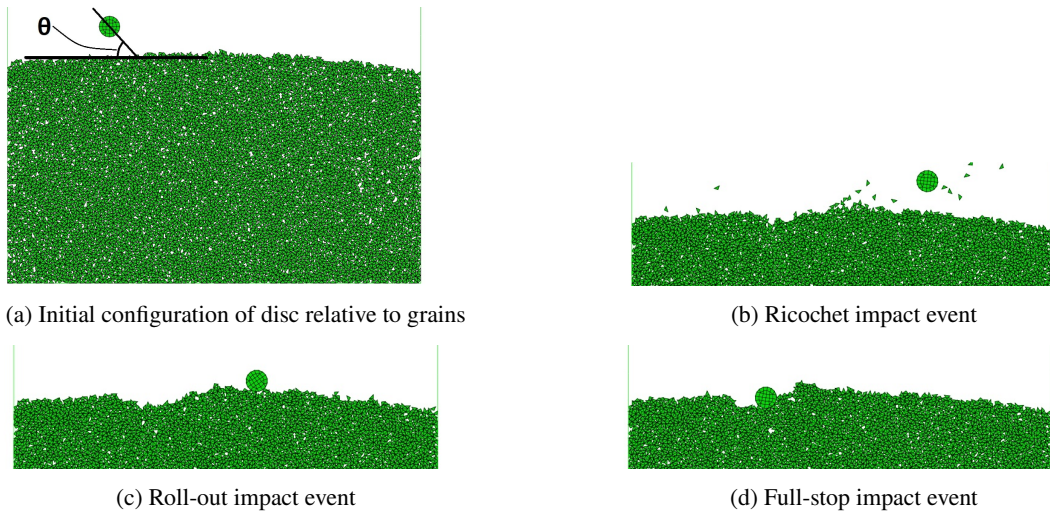 θ
(a) Initial configuration of disc relative to grains
(b) Ricochet impact event
(c) Roll-out impact event
(d) Full-stop impact event